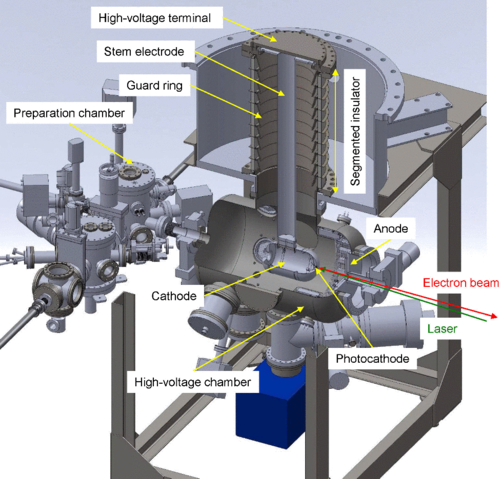 High-voltage terminal
Stem electrode
Guard ring
Preparation chamber
Segmented insulator
Anode
Electron beam
Cathode
Laser
Photocathode
High-voltage chamber